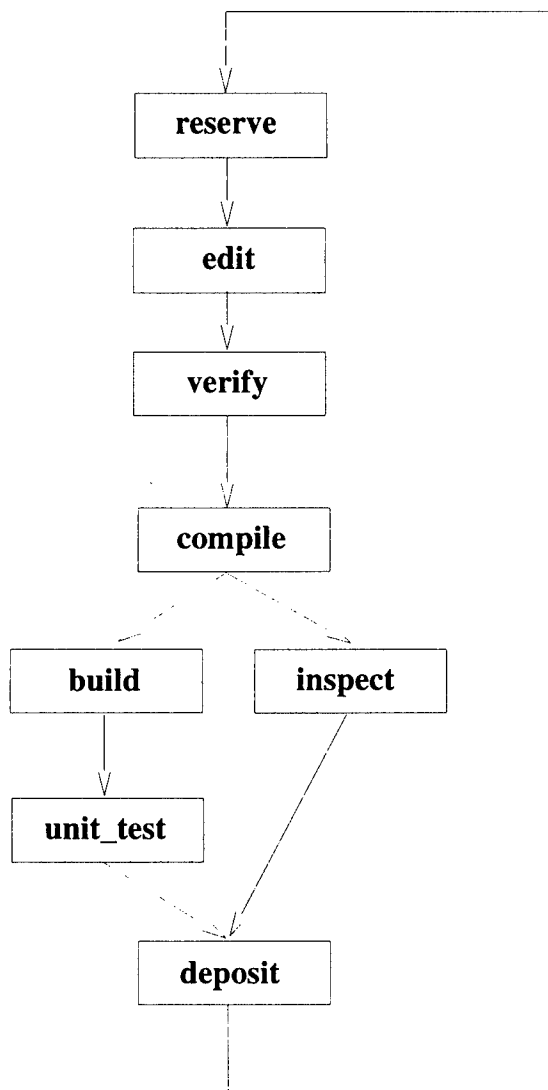 reserve
edit
verify
compile
build
inspect
unit_test
deposit